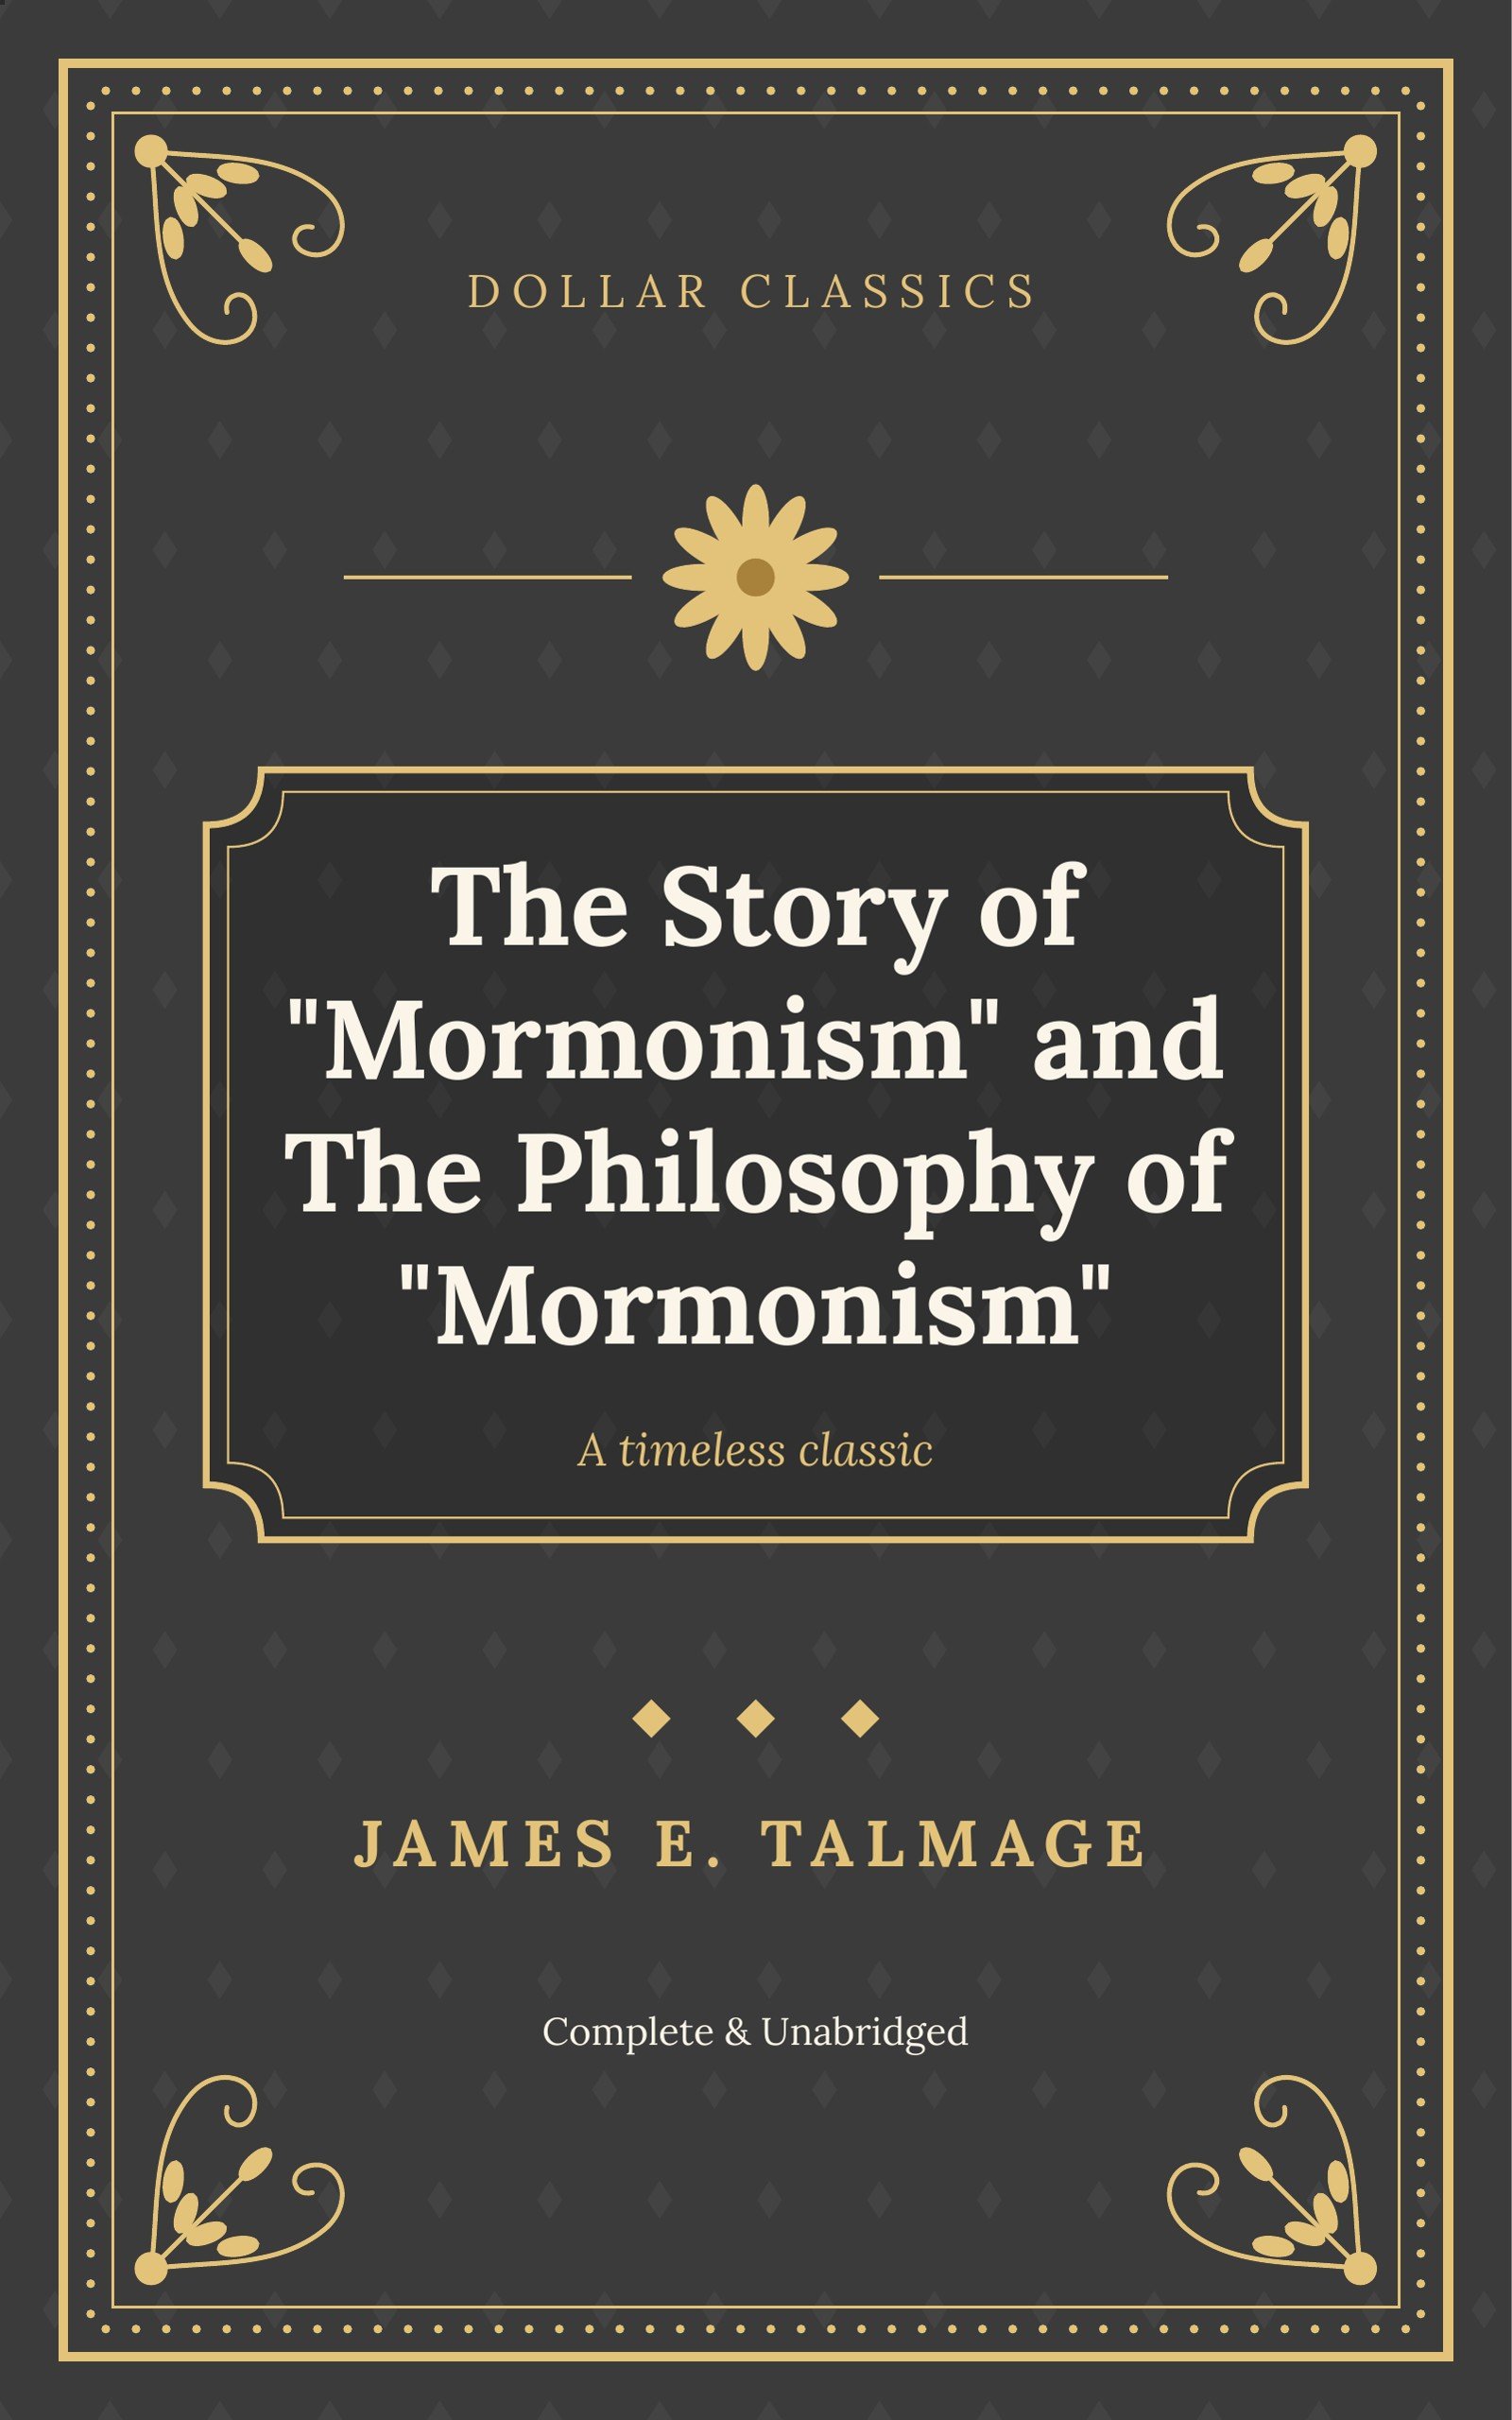 DOLLAR CLASSICS
The Story of
"Mormonism" and
The Philosophy of
"Mormonism"
A timeless classic
JAMES E. TALMAGE
Complete & Unabridged